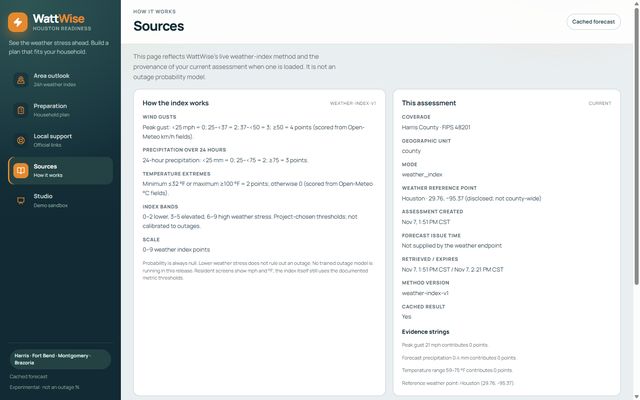 WattWise
HOUSTON READINESS
See the weather stress ahead. Build a
plan that fits your household.
Area outlook
24h weather index
Preparation
Household plan
Local support
Official links
Sources
How it works
Studio
Demo sandbox
Harris · Fort Bend · Montgomery ·
Brazoria
Cached forecast
Experimental · not an outage %
HOW IT WORKS
Sources
Cached forecast
This page reflects WattWise's live weather-index method and the
provenance of your current assessment when one is loaded. It is not an
outage probability model.
How the index works
WEATHER-INDEX-V1
WIND GUSTS
Peak gust: <25 mph = 0; 25–<37 = 2; 37–<50 = 3; ≥50 = 4 points (scored from Open-
Meteo km/h fields).
PRECIPITATION OVER 24 HOURS
24-hour precipitation: <25 mm = 0; 25–<75 = 2; ≥75 = 3 points.
TEMPERATURE EXTREMES
Minimum ≤32 °F or maximum ≥100 °F = 2 points; otherwise 0 (scored from Open-Meteo
°C fields).
INDEX BANDS
0–2 lower, 3–5 elevated, 6–9 high weather stress. Project-chosen thresholds; not
calibrated to outages.
SCALE
0–9 weather index points
Probability is always null. Lower weather stress does not rule out an outage. No trained outage model is
running in this release. Resident screens show mph and °F; the index itself still uses the documented
metric thresholds.
This assessment
CURRENT
COVERAGE
Harris County · FIPS 48201
GEOGRAPHIC UNIT
county
MODE
weather_index
WEATHER REFERENCE POINT
Houston · 29.76, −95.37 (disclosed; not county-wide)
ASSESSMENT CREATED
Nov 7, 1:51 PM CST
FORECAST ISSUE TIME
Not supplied by the weather endpoint
RETRIEVED / EXPIRES
Nov 7, 1:51 PM CST / Nov 7, 2:21 PM CST
METHOD VERSION
weather-index-v1
CACHED RESULT
Yes
Evidence strings
Peak gust 21 mph contributes 0 points.
Forecast precipitation 0.4 mm contributes 0 points.
Temperature range 59–75 °F contributes 0 points.
Reference weather point: Houston (29.76, -95.37).